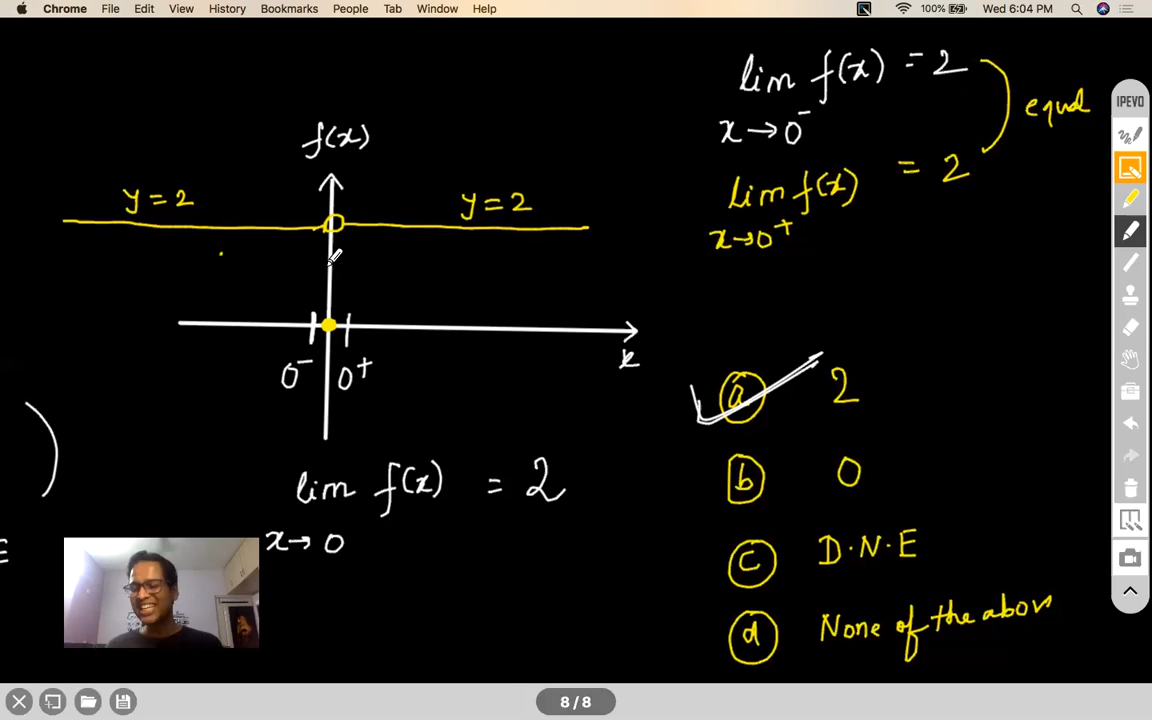 Chrome File Edit View History Bookmarks People Tab Window Help 100% Wed 6:04 PM
lim f(x) = 2
x → 0⁻
equal
lim f(x) = 2
x → 0⁺
IPEVO
f(x)
y = 2
y = 2
0⁻ 0⁺
x
lim f(x) = 2
x → 0
a 2
b 0
c D.N.E
d None of the above
E
8 / 8